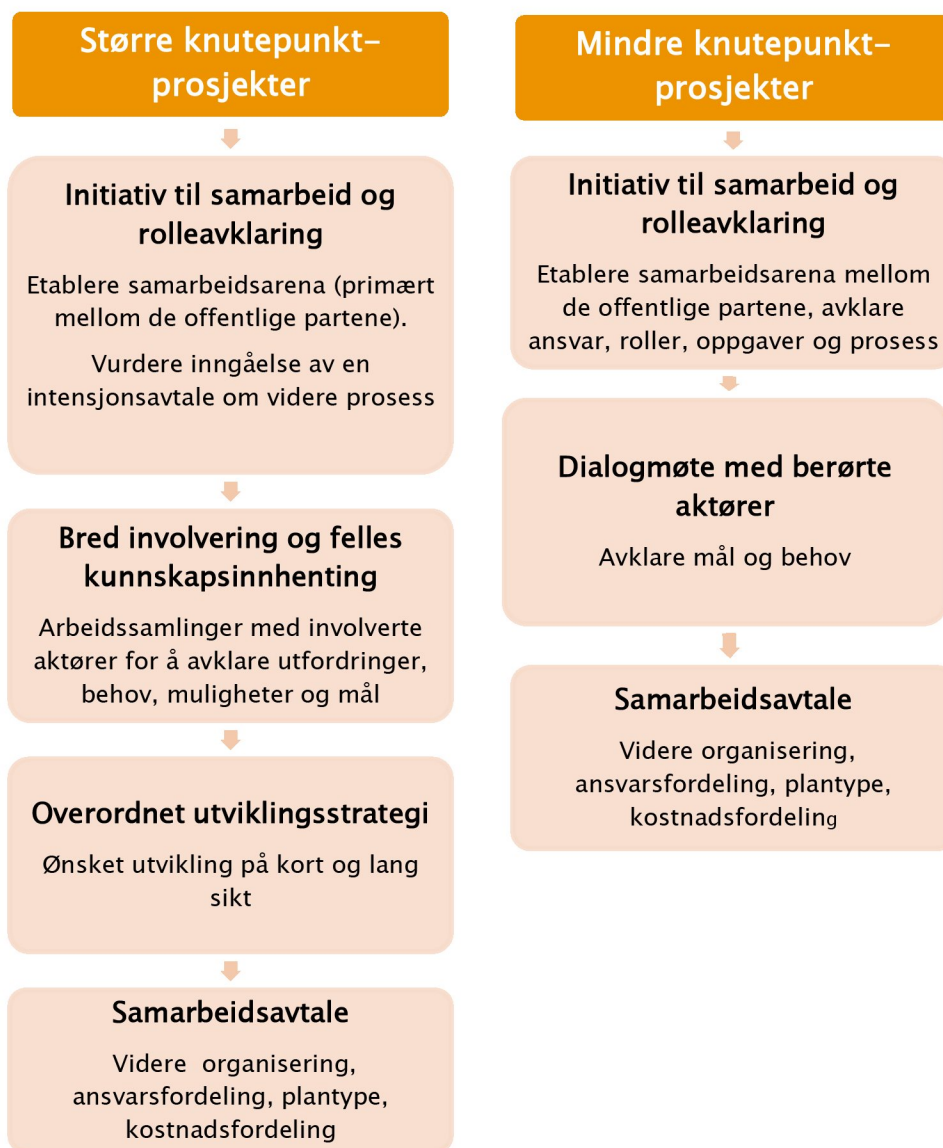 Større knutepunkt-
prosjekter
Initiativ til samarbeid og
rolleavklaring
Etablere samarbeidsarena (primært
mellom de offentlige partene).
Vurdere inngåelse av en
intensjonsavtale om videre prosess
Bred involvering og felles
kunnskapsinnhenting
Arbeidssamlinger med involverte
aktører for å avklare utfordringer,
behov, muligheter og mål
Overordnet utviklingsstrategi
Ønsket utvikling på kort og lang
sikt
Samarbeidsavtale
Videre organisering,
ansvarsfordeling, plantype,
kostnadsfordeling
Mindre knutepunkt-
prosjekter
Initiativ til samarbeid og
rolleavklaring
Etablere samarbeidsarena mellom
de offentlige partene, avklare
ansvar, roller, oppgaver og prosess
Dialogmøte med berørte
aktører
Avklare mål og behov
Samarbeidsavtale
Videre organisering,
ansvarsfordeling, plantype,
kostnadsfordeling